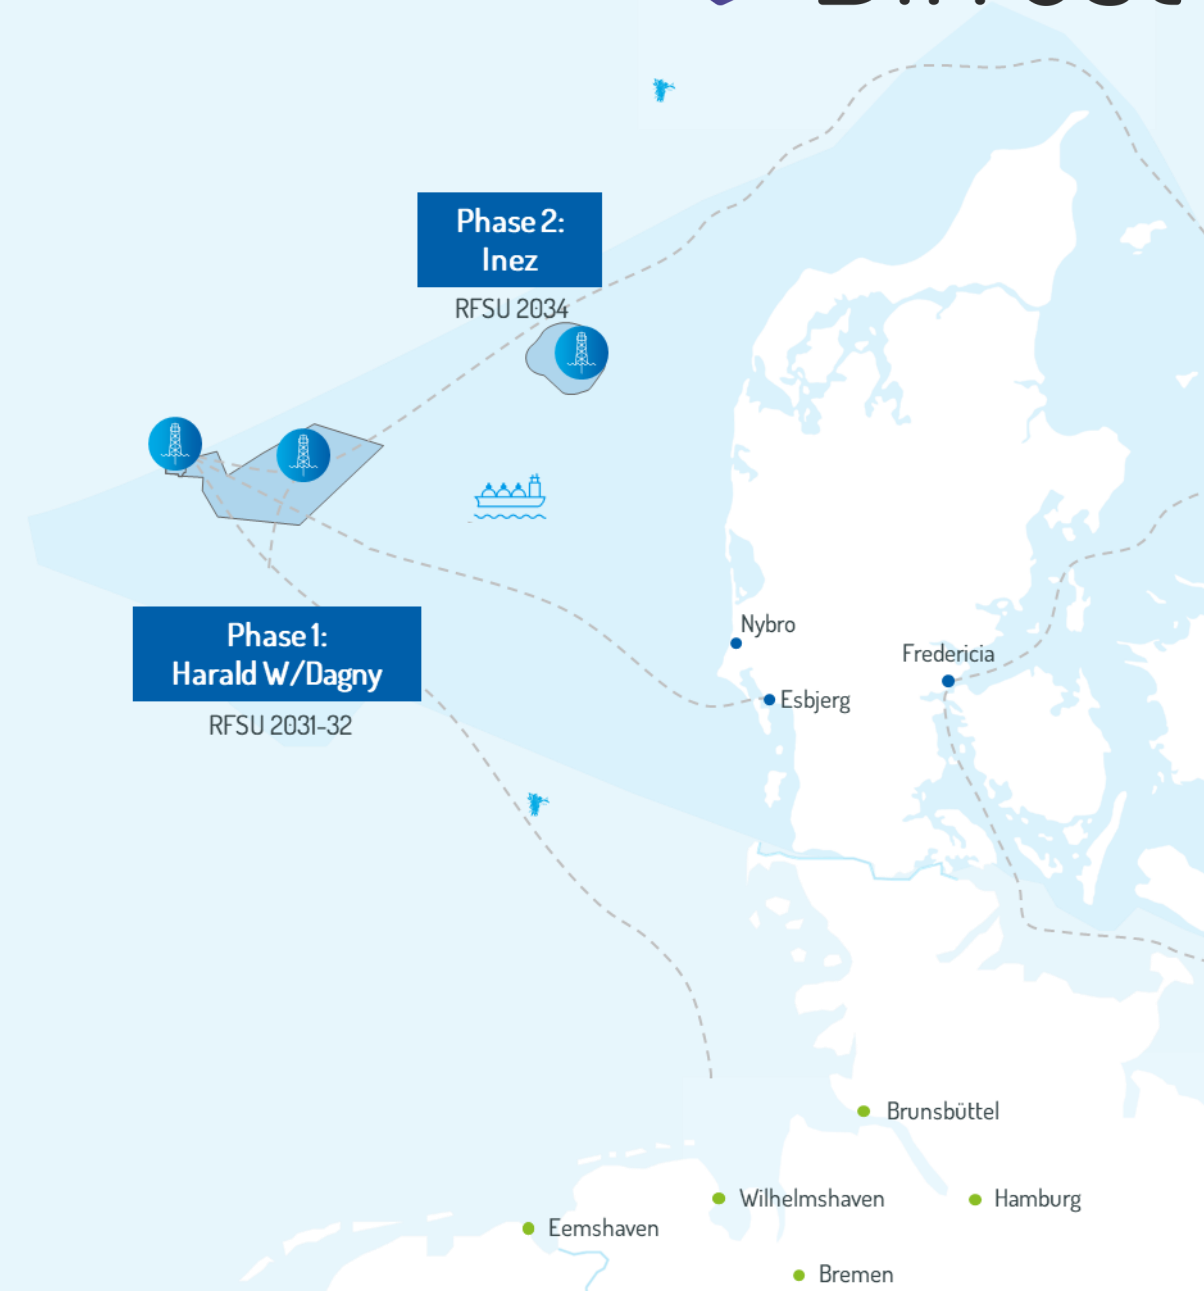 Phase 2:
Inez
RFSU 2034
Phase 1:
Harald W/Dagny
RFSU 2031-32
Nybro
Fredericia
Esbjerg
Brunsbüttel
Wilhelmshaven
Hamburg
Eemshaven
Bremen